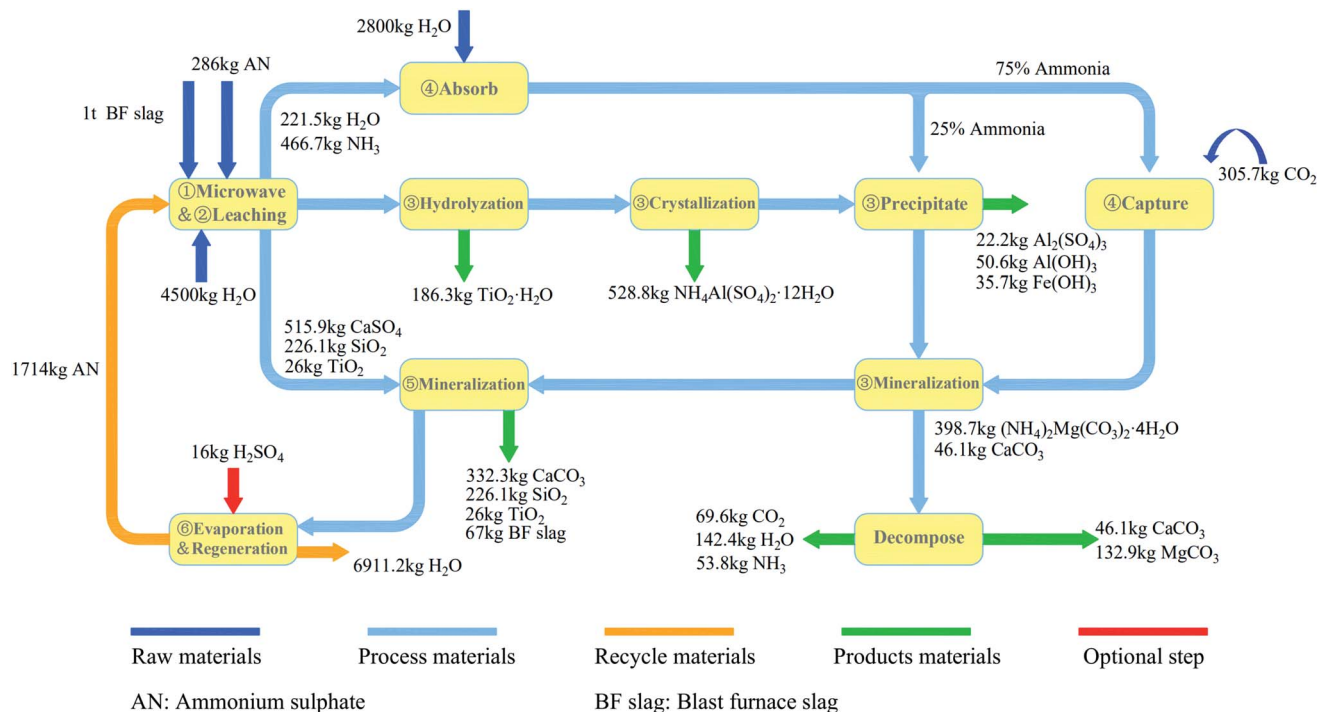 2800kg H₂O
286kg AN
1t BF slag
④Absorb
75% Ammonia
221.5kg H₂O
466.7kg NH₃
25% Ammonia
305.7kg CO₂
①Microwave
&②Leaching
③Hydrolyzation
③Crystallization
③Precipitate
④Capture
4500kg H₂O
186.3kg TiO₂·H₂O
528.8kg NH₄Al(SO₄)₂·12H₂O
22.2kg Al₂(SO₄)₃
50.6kg Al(OH)₃
35.7kg Fe(OH)₃
515.9kg CaSO₄
226.1kg SiO₂
26kg TiO₂
1714kg AN
⑤Mineralization
③Mineralization
398.7kg (NH₄)₂Mg(CO₃)₂·4H₂O
46.1kg CaCO₃
16kg H₂SO₄
332.3kg CaCO₃
226.1kg SiO₂
26kg TiO₂
67kg BF slag
⑥Evaporation
&Regeneration
6911.2kg H₂O
69.6kg CO₂
142.4kg H₂O
53.8kg NH₃
Decompose
46.1kg CaCO₃
132.9kg MgCO₃
Raw materials
Process materials
Recycle materials
Products materials
Optional step
AN: Ammonium sulphate
BF slag: Blast furnace slag